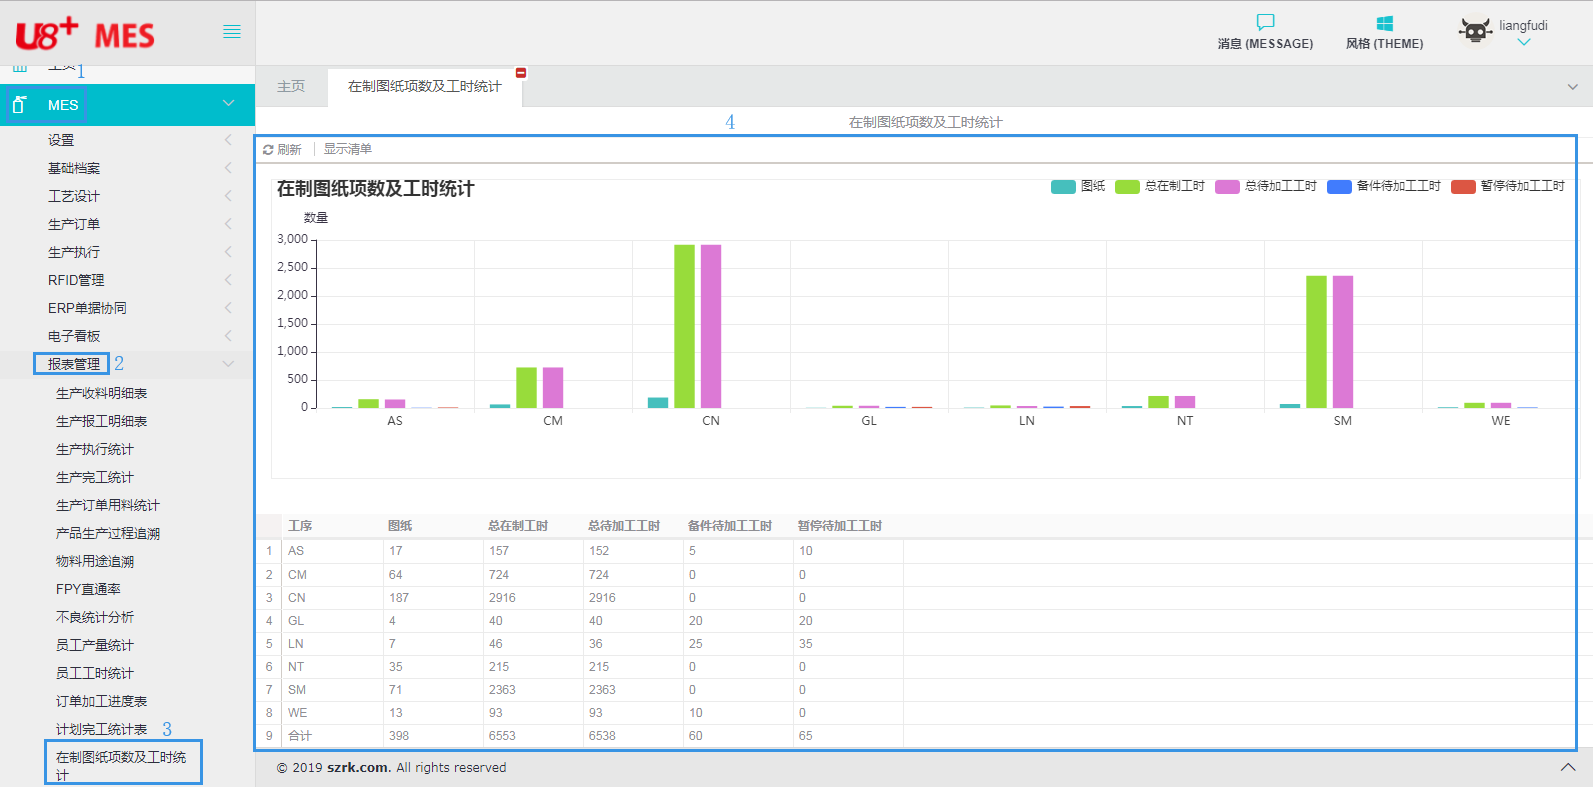 U8+ MES
消息 (MESSAGE)
风格 (THEME)
liangfudi
主页
1
MES
设置
基础档案
工艺设计
生产订单
生产执行
RFID管理
ERP单据协同
电子看板
报表管理
2
生产收料明细表
生产报工明细表
生产执行统计
生产完工统计
生产订单用料统计
产品生产过程追溯
物料用途追溯
FPY直通率
不良统计分析
员工产量统计
员工工时统计
订单加工进度表
计划完工统计表
3
在制图纸项数及工时统
计
主页
在制图纸项数及工时统计
4
在制图纸项数及工时统计
刷新
显示清单
在制图纸项数及工时统计
图纸
总在制工时
总待加工工时
备件待加工工时
暂停待加工工时
数量
3,000
2,500
2,000
1,500
1,000
500
0
AS CM CN GL LN NT SM WE
工序 图纸 总在制工时 总待加工工时 备件待加工工时 暂停待加工工时
1 AS 17 157 152 5 10
2 CM 64 724 724 0 0
3 CN 187 2916 2916 0 0
4 GL 4 40 40 20 20
5 LN 7 46 36 25 35
6 NT 35 215 215 0 0
7 SM 71 2363 2363 0 0
8 WE 13 93 93 10 0
9 合计 398 6553 6538 60 65
© 2019 szrk.com. All rights reserved